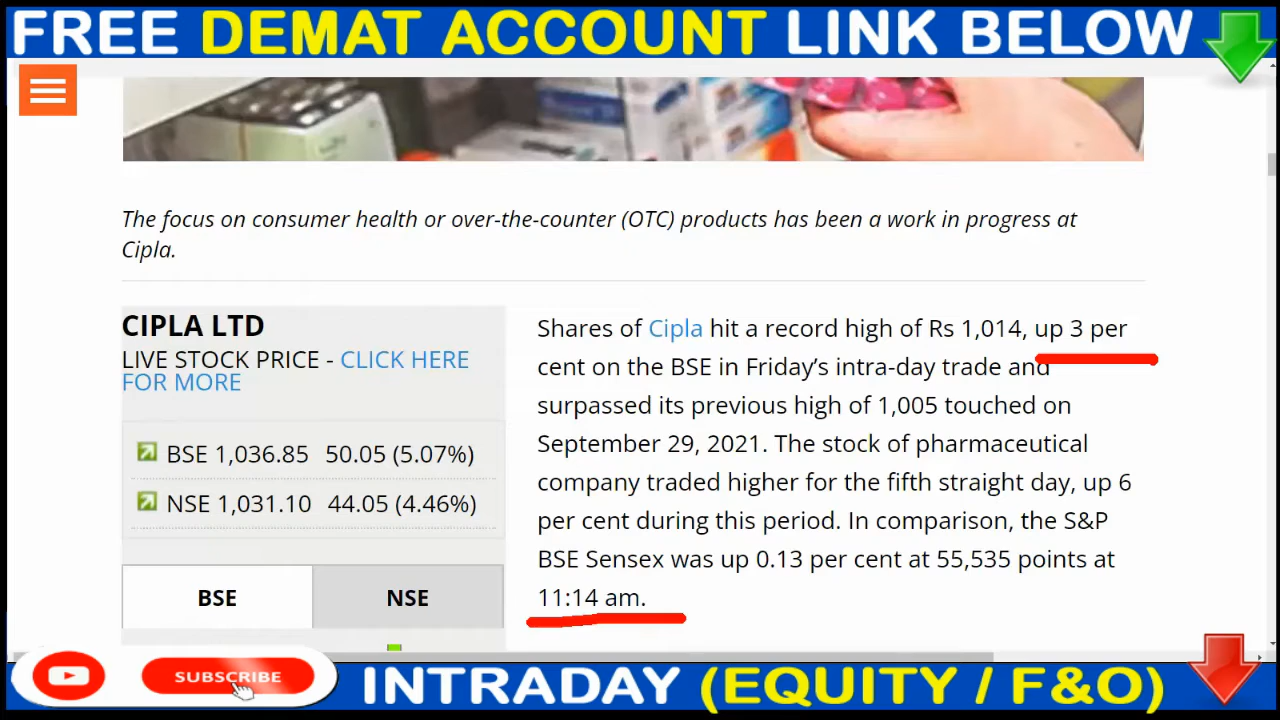 FREE DEMAT ACCOUNT LINK BELOW
The focus on consumer health or over-the-counter (OTC) products has been a work in progress at
Cipla.
CIPLA LTD
LIVE STOCK PRICE - CLICK HERE
FOR MORE
BSE 1,036.85 50.05 (5.07%)
NSE 1,031.10 44.05 (4.46%)
BSE NSE
Shares of Cipla hit a record high of Rs 1,014, up 3 per
cent on the BSE in Friday’s intra-day trade and
surpassed its previous high of 1,005 touched on
September 29, 2021. The stock of pharmaceutical
company traded higher for the fifth straight day, up 6
per cent during this period. In comparison, the S&P
BSE Sensex was up 0.13 per cent at 55,535 points at
11:14 am.
SUBSCRIBE
INTRADAY (EQUITY / F&O)